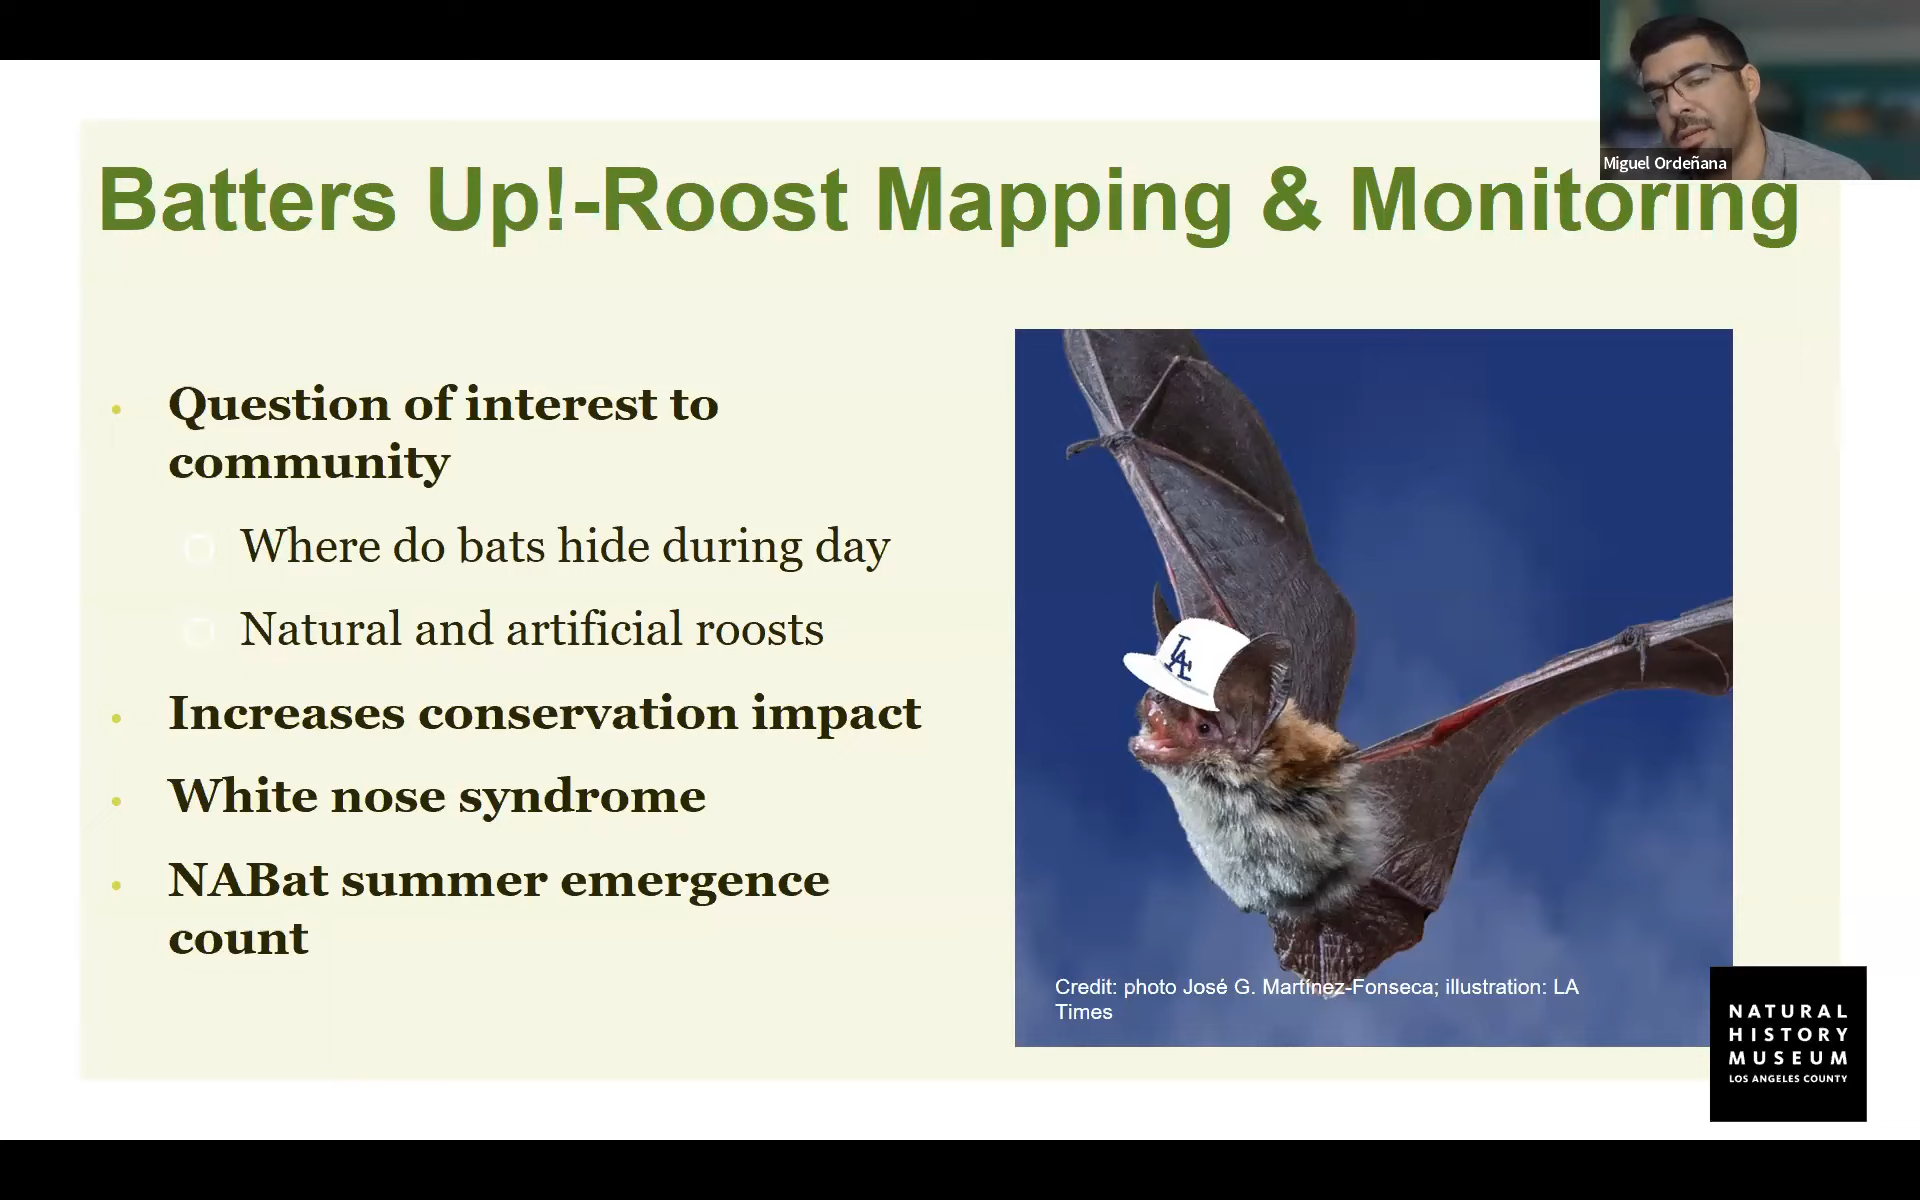 Miguel Ordeñana
Batters Up!-Roost Mapping & Monitoring
• Question of interest to
community
Where do bats hide during day
Natural and artificial roosts
• Increases conservation impact
• White nose syndrome
• NABat summer emergence
count
LA
Credit: photo José G. Martínez-Fonseca; illustration: LA
Times
NATURAL
HISTORY
MUSEUM
LOS ANGELES COUNTY